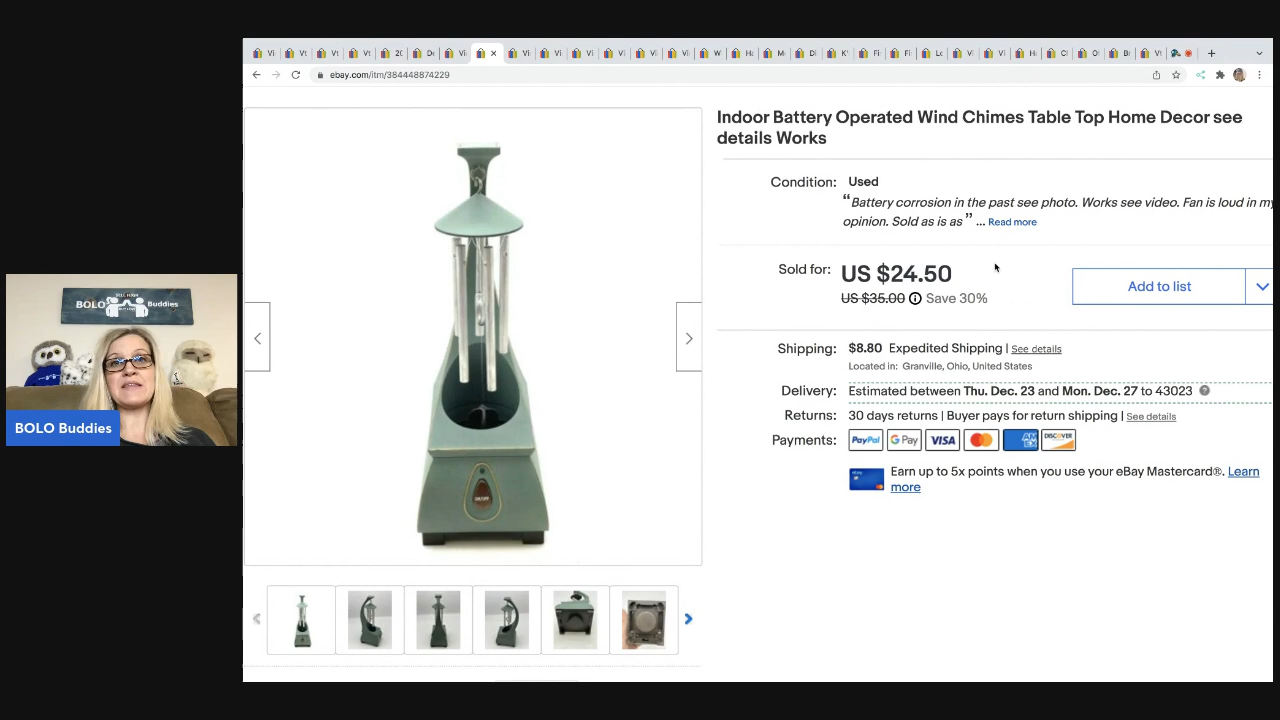 ebay.com/itm/384448874229
Indoor Battery Operated Wind Chimes Table Top Home Decor see
details Works
Condition: Used
“Battery corrosion in the past see photo. Works see video. Fan is loud in my
opinion. Sold as is as” ... Read more
Sold for: US $24.50
US $35.00 Save 30%
Add to list
Shipping: $8.80 Expedited Shipping | See details
Located in: Granville, Ohio, United States
Delivery: Estimated between Thu. Dec. 23 and Mon. Dec. 27 to 43023
Returns: 30 days returns | Buyer pays for return shipping | See details
Payments: PayPal G Pay VISA AMEX DISCOVER
Earn up to 5x points when you use your eBay Mastercard®. Learn
more
ON/OFF
BOLO Buddies
BOLO Buddies